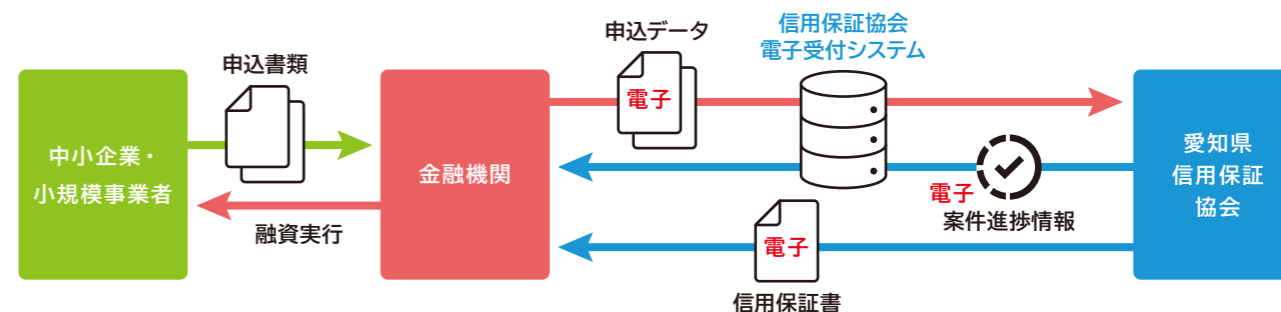 中小企業・
小規模事業者
申込書類
融資実行
金融機関
申込データ
電子
信用保証協会
電子受付システム
電子
案件進捗情報
電子
信用保証書
愛知県
信用保証
協会